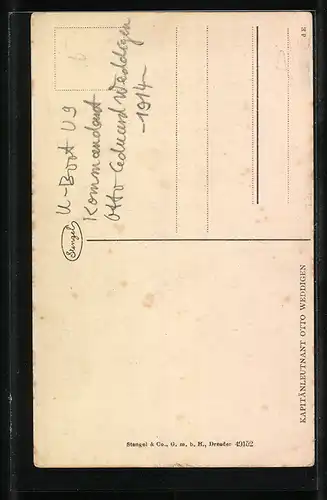 U-Boot U9
Kommandant
Otto Eduard Weddigen
-1914-
Stengel
KAPITÄNLEUTNANT OTTO WEDDIGEN
Stengel & Co., G. m. b. H., Dresden 49152